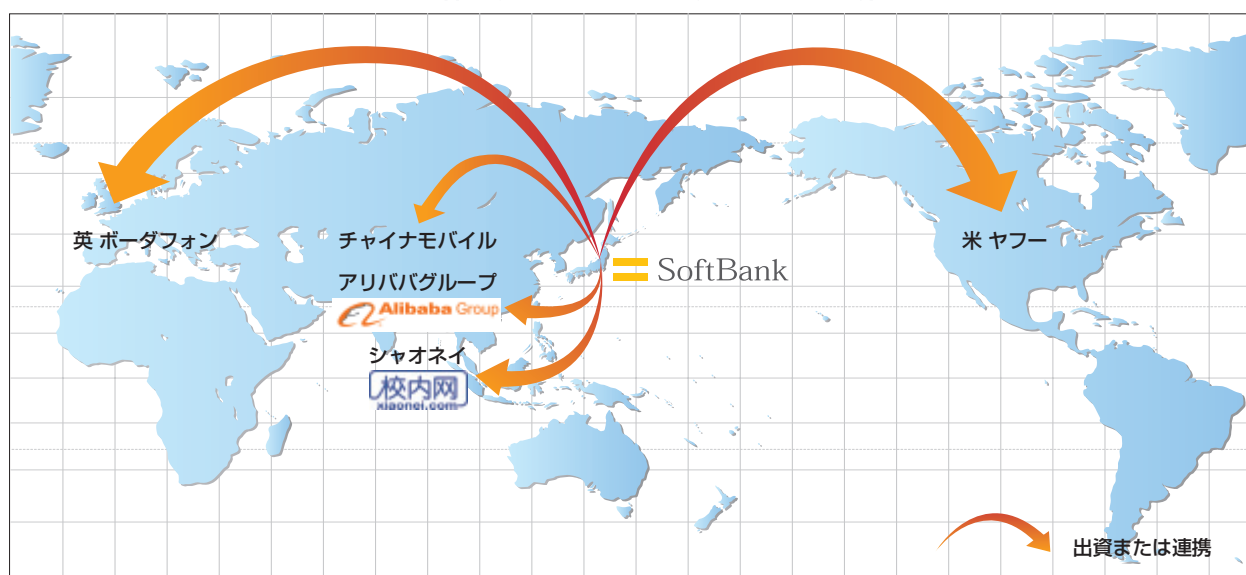 英 ボーダフォン
チャイナモバイル
米 ヤフー
SoftBank
アリババグループ
Alibaba Group
シャオネイ
校内网
xiaonei.com
出資または連携